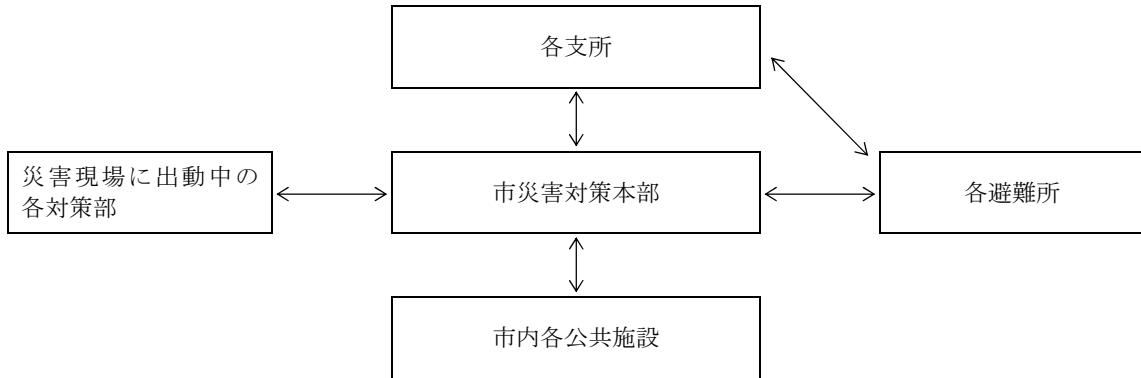 各支所
災害現場に出動中の
各対策部
市災害対策本部
各避難所
市内各公共施設